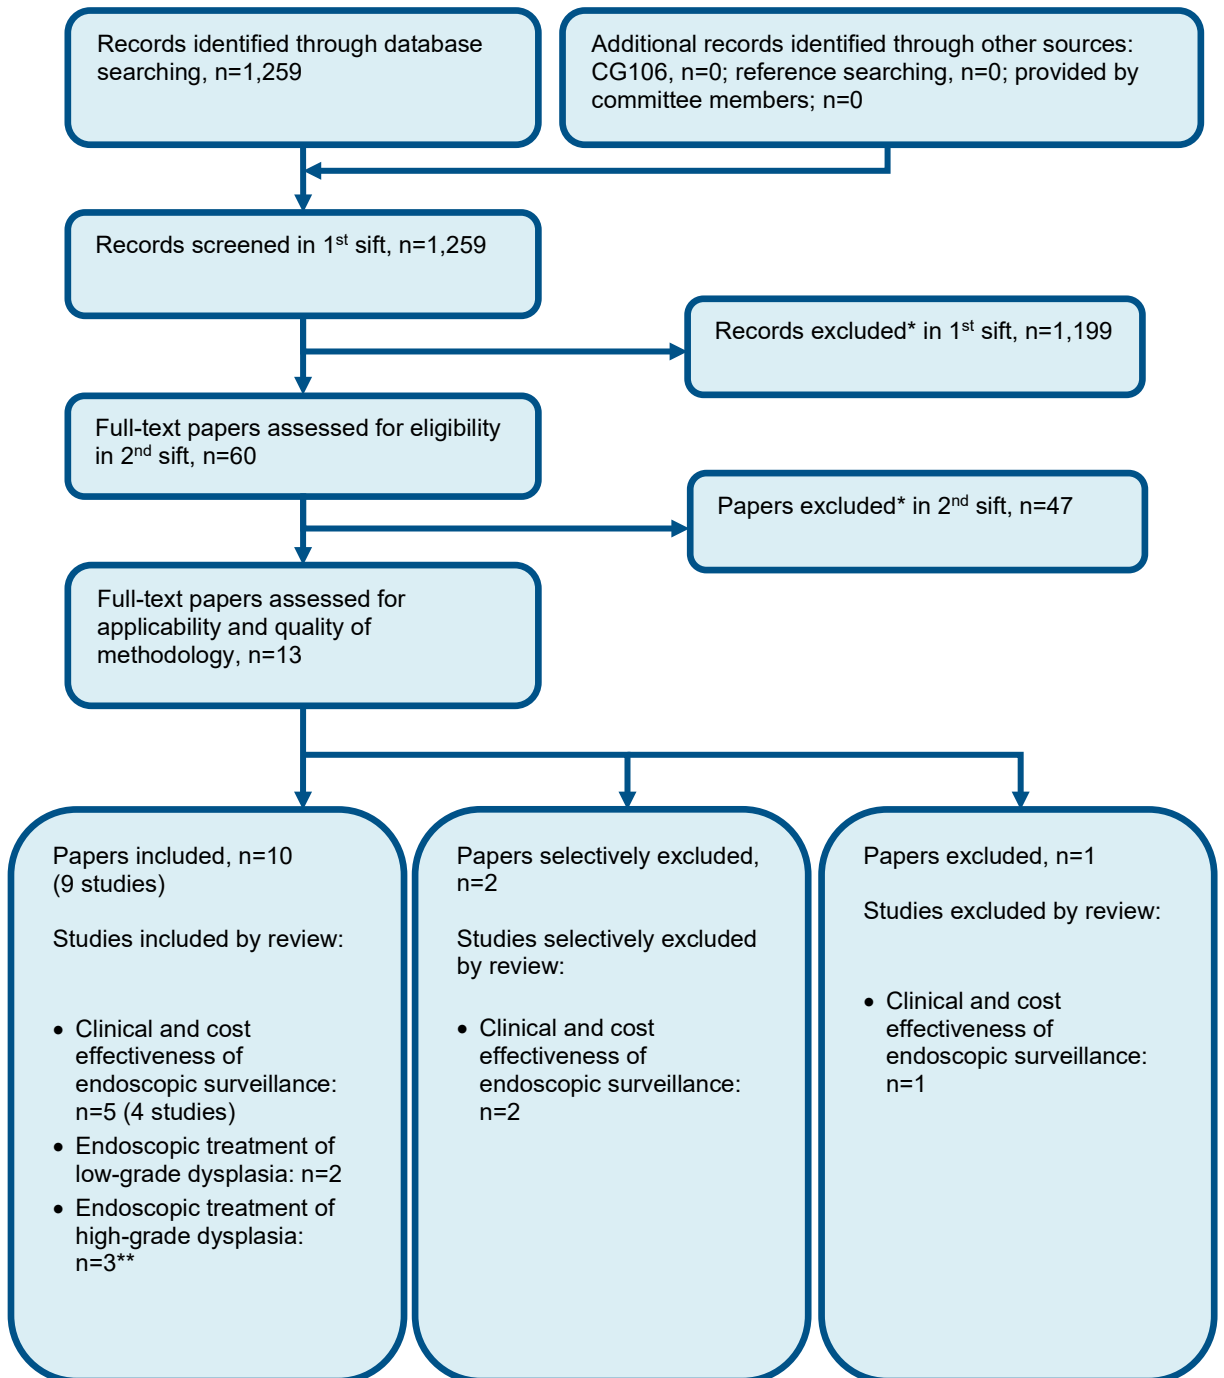 Records identified through database
searching, n=1,259
Additional records identified through other sources:
CG106, n=0; reference searching, n=0; provided by
committee members; n=0
Records screened in 1st sift, n=1,259
Records excluded* in 1st sift, n=1,199
Full-text papers assessed for eligibility
in 2nd sift, n=60
Papers excluded* in 2nd sift, n=47
Full-text papers assessed for
applicability and quality of
methodology, n=13
Papers included, n=10
(9 studies)
Studies included by review:
• Clinical and cost
effectiveness of
endoscopic surveillance:
n=5 (4 studies)
• Endoscopic treatment of
low-grade dysplasia: n=2
• Endoscopic treatment of
high-grade dysplasia:
n=3**
Papers selectively excluded,
n=2
Studies selectively excluded
by review:
• Clinical and cost
effectiveness of
endoscopic surveillance:
n=2
Papers excluded, n=1
Studies excluded by review:
• Clinical and cost
effectiveness of
endoscopic surveillance:
n=1